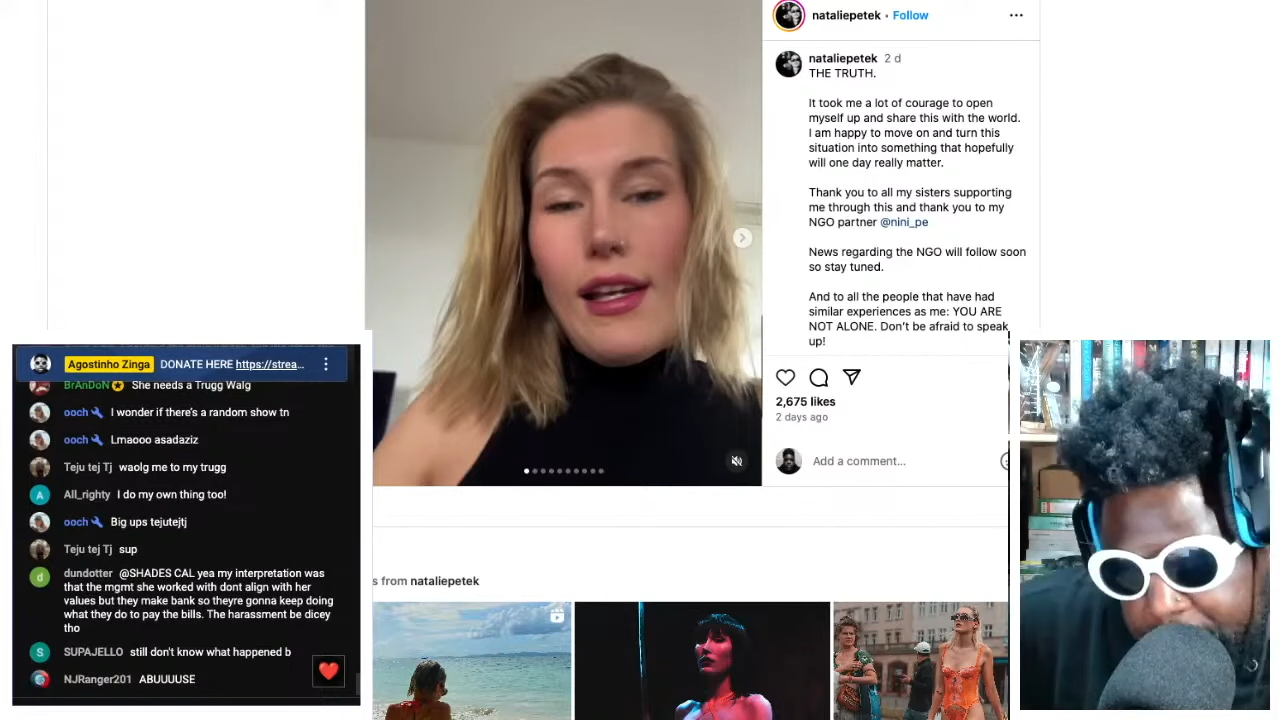 nataliepetek • Follow
nataliepetek 2 d
THE TRUTH.
It took me a lot of courage to open
myself up and share this with the world.
I am happy to move on and turn this
situation into something that hopefully
will one day really matter.
Thank you to all my sisters supporting
me through this and thank you to my
NGO partner @nini_pe
News regarding the NGO will follow soon
so stay tuned.
And to all the people that have had
similar experiences as me: YOU ARE
NOT ALONE. Don't be afraid to speak
up!
2,675 likes
2 days ago
Add a comment...
s from nataliepetek
Agostinho Zinga DONATE HERE https://strea...
BrAnDoN She needs a Trugg Walg
ooch I wonder if there's a random show tn
ooch Lmaooo asadaziz
Teju tej Tj waolg me to my trugg
A All_righty I do my own thing too!
ooch Big ups tejutejtj
Teju tej Tj sup
d dundotter @SHADES CAL yea my interpretation was
that the mgmt she worked with dont align with her
values but they make bank so theyre gonna keep doing
what they do to pay the bills. The harassment be dicey
tho
S SUPAJELLO still don't know what happened b
NJRanger201 ABUUUUSE